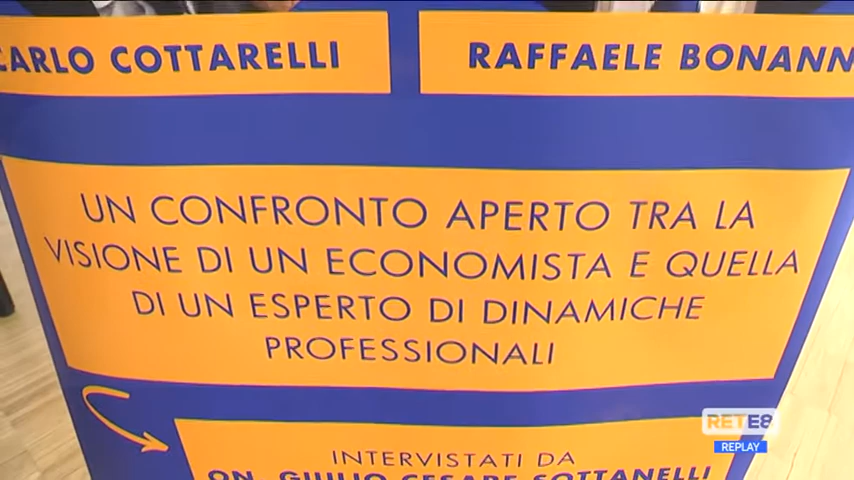 CARLO COTTARELLI
RAFFAELE BONANN
UN CONFRONTO APERTO TRA LA
VISIONE DI UN ECONOMISTA E QUELLA
DI UN ESPERTO DI DINAMICHE
PROFESSIONALI
INTERVISTATI DA
ON. GIULIO CESARE SOTTANELLI
RETE8
REPLAY